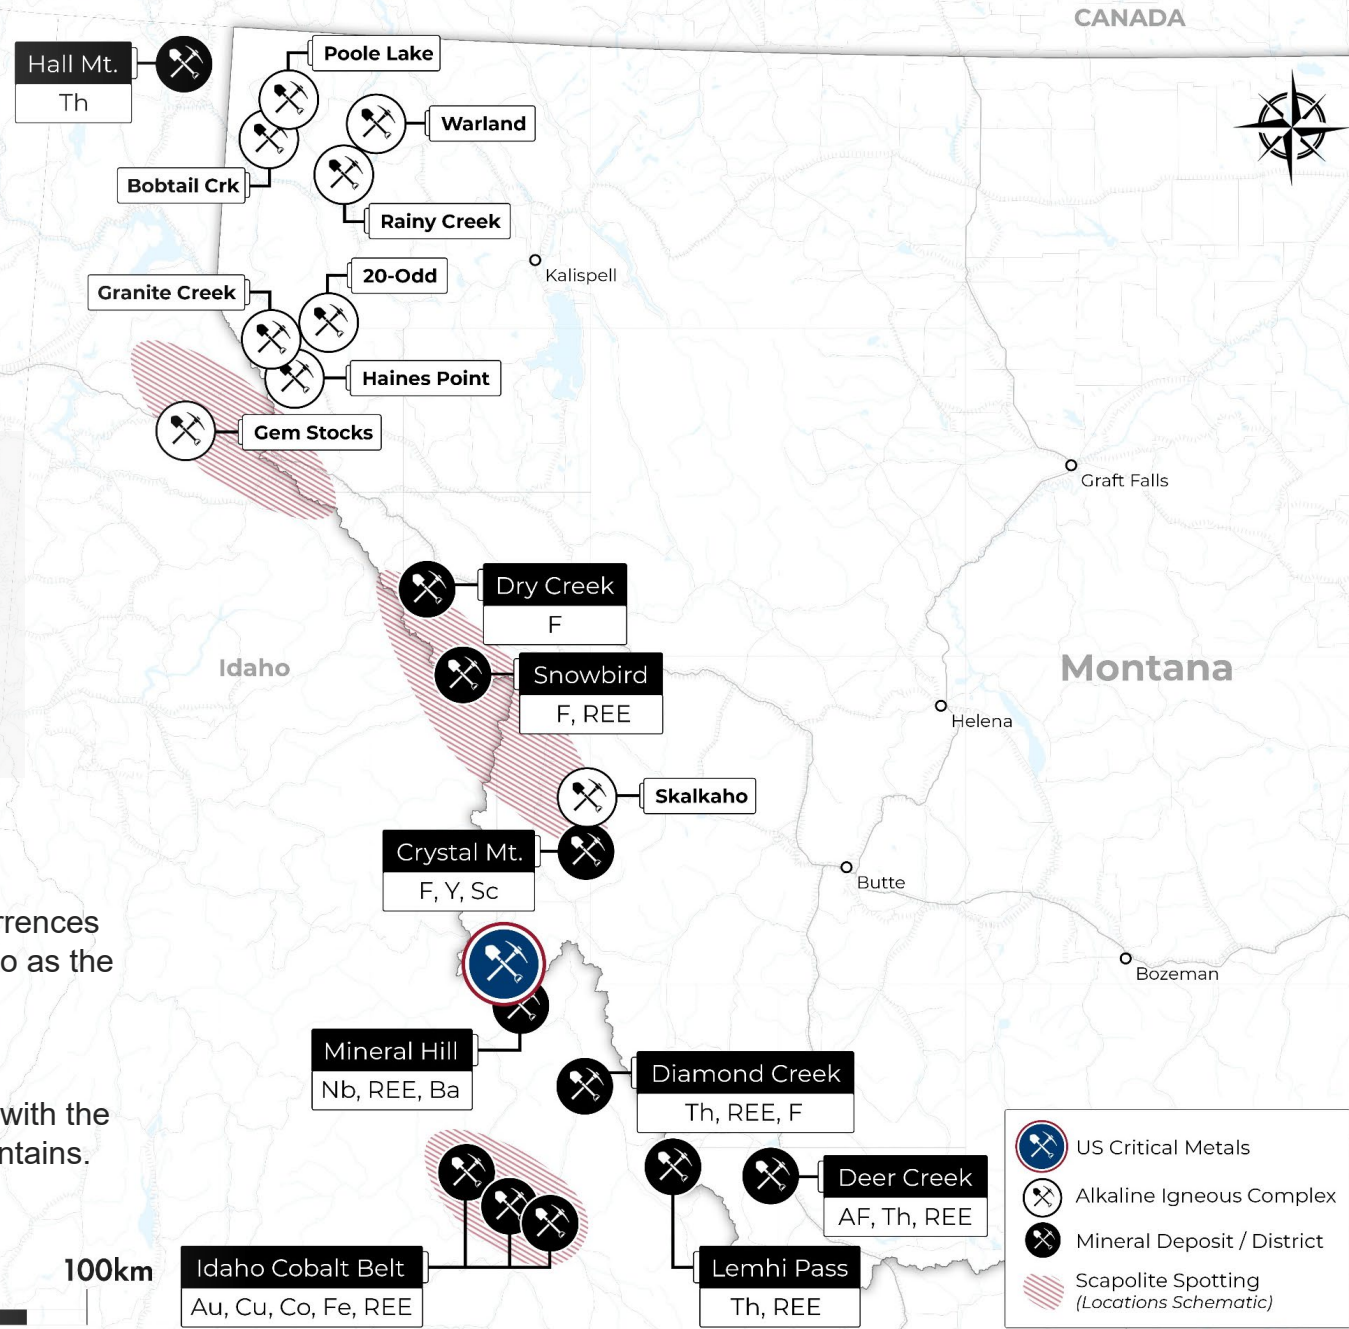 CANADA
Hall Mt.
Th
Poole Lake
Warland
Bobtail Crk
Rainy Creek
Kalispell
20-Odd
Granite Creek
Haines Point
Gem Stocks
Graft Falls
Dry Creek
F
Idaho
Montana
Snowbird
F, REE
Helena
Skalkaho
Crystal Mt.
F, Y, Sc
Butte
rrences
o as the
Bozeman
Mineral Hill
Nb, REE, Ba
Diamond Creek
Th, REE, F
with the
ntains.
US Critical Metals
Alkaline Igneous Complex
Mineral Deposit / District
Scapolite Spotting
(Locations Schematic)
Deer Creek
AF, Th, REE
100km
Idaho Cobalt Belt
Au, Cu, Co, Fe, REE
Lemhi Pass
Th, REE